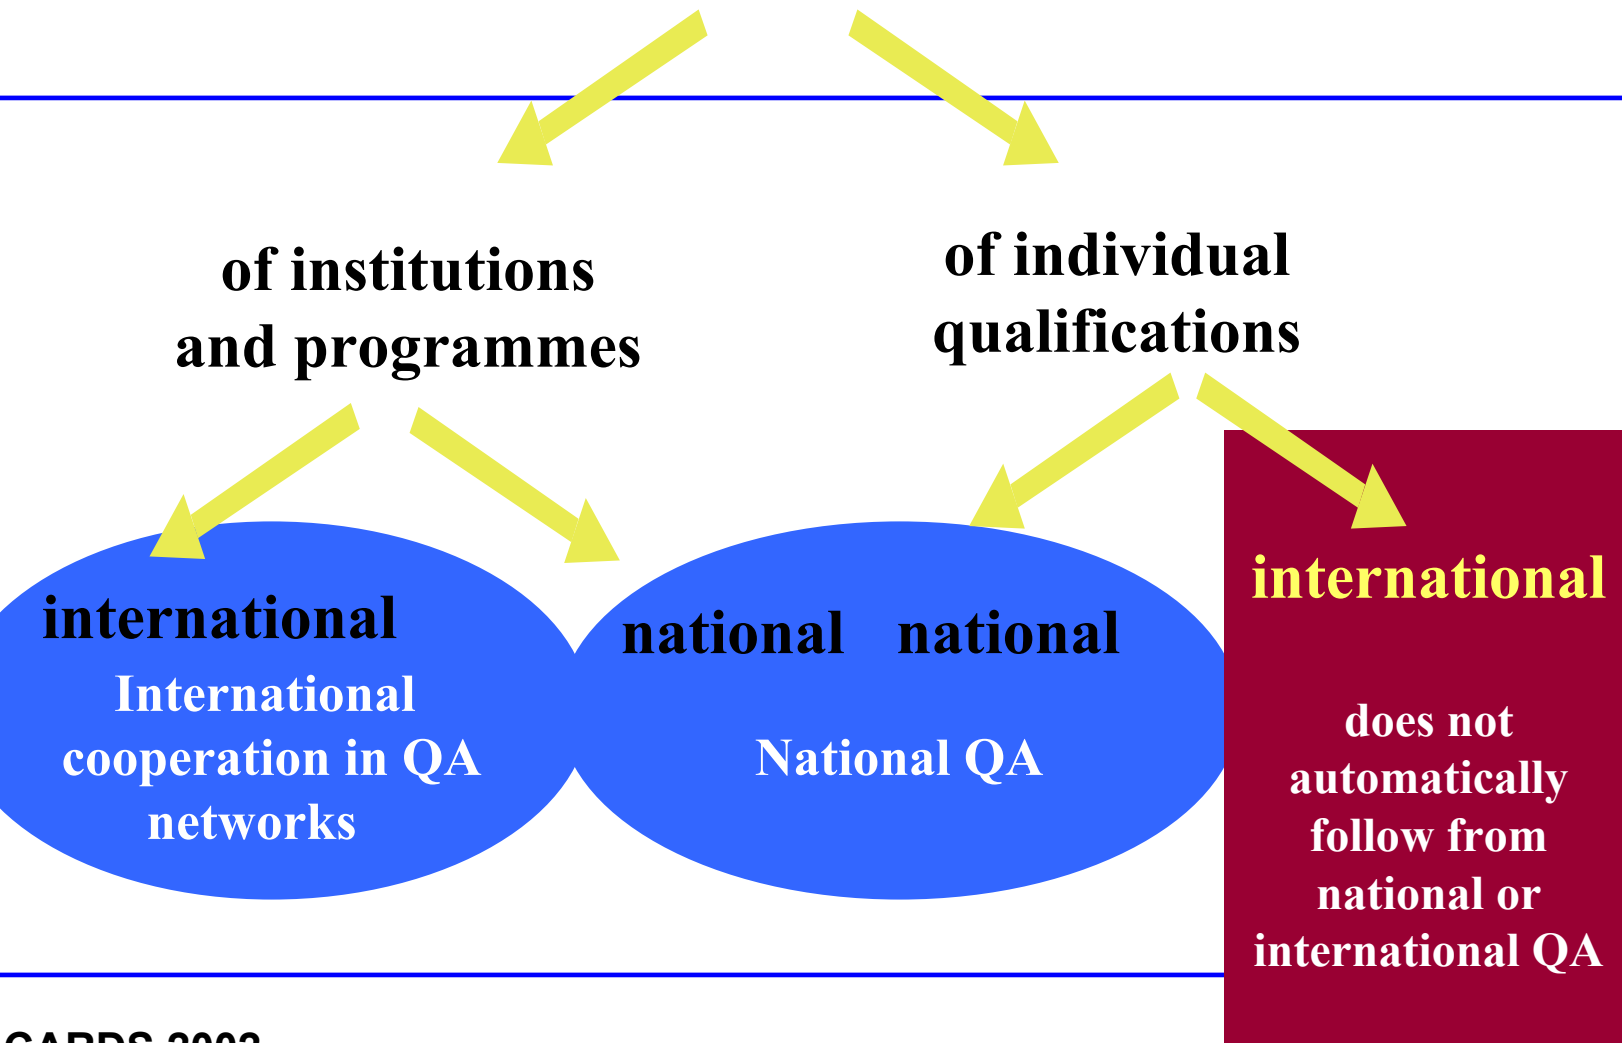 of institutions
and programmes
of individual
qualifications
international
International
cooperation in QA
networks
national national
National QA
international
does not
automatically
follow from
national or
international QA
CARDS